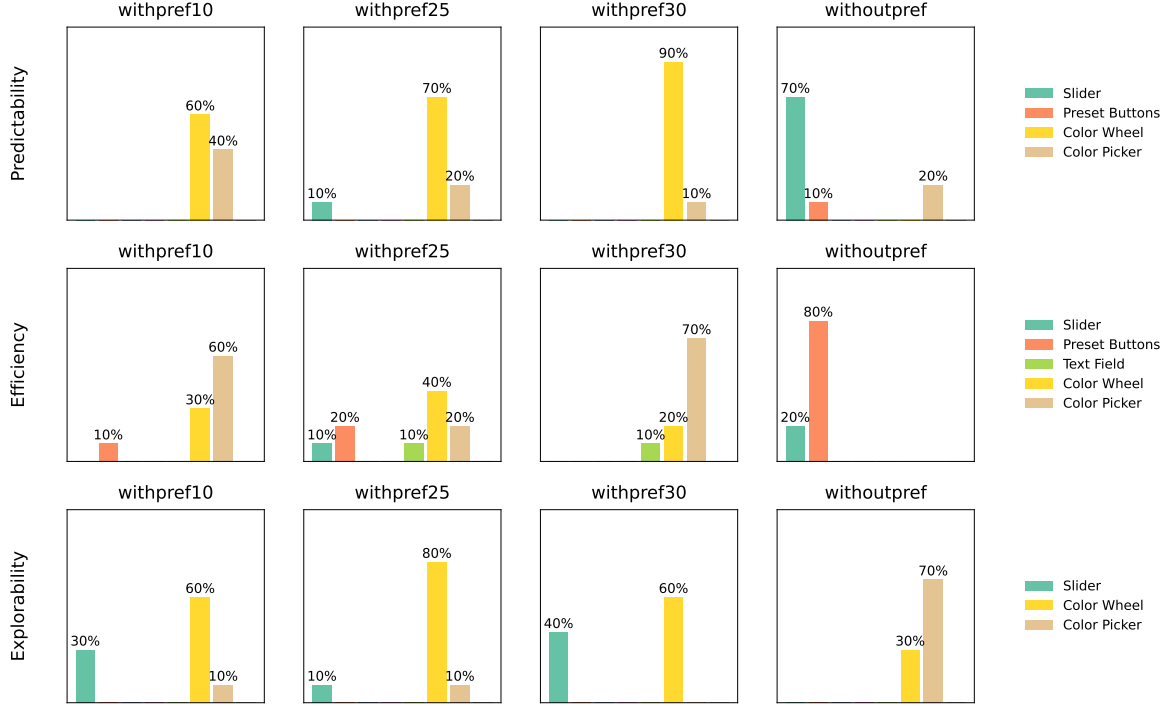 withpref10 withpref25 withpref30 withoutpref
Predictability
60%
40%
10%
70%
20%
90%
10%
70%
10%
20%
Slider
Preset Buttons
Color Wheel
Color Picker
withpref10 withpref25 withpref30 withoutpref
Efficiency
10%
30%
60%
10%
20%
10%
40%
20%
10%
20%
70%
20%
80%
Slider
Preset Buttons
Text Field
Color Wheel
Color Picker
withpref10 withpref25 withpref30 withoutpref
Explorability
30%
60%
10%
10%
80%
10%
40%
60%
30%
70%
Slider
Color Wheel
Color Picker